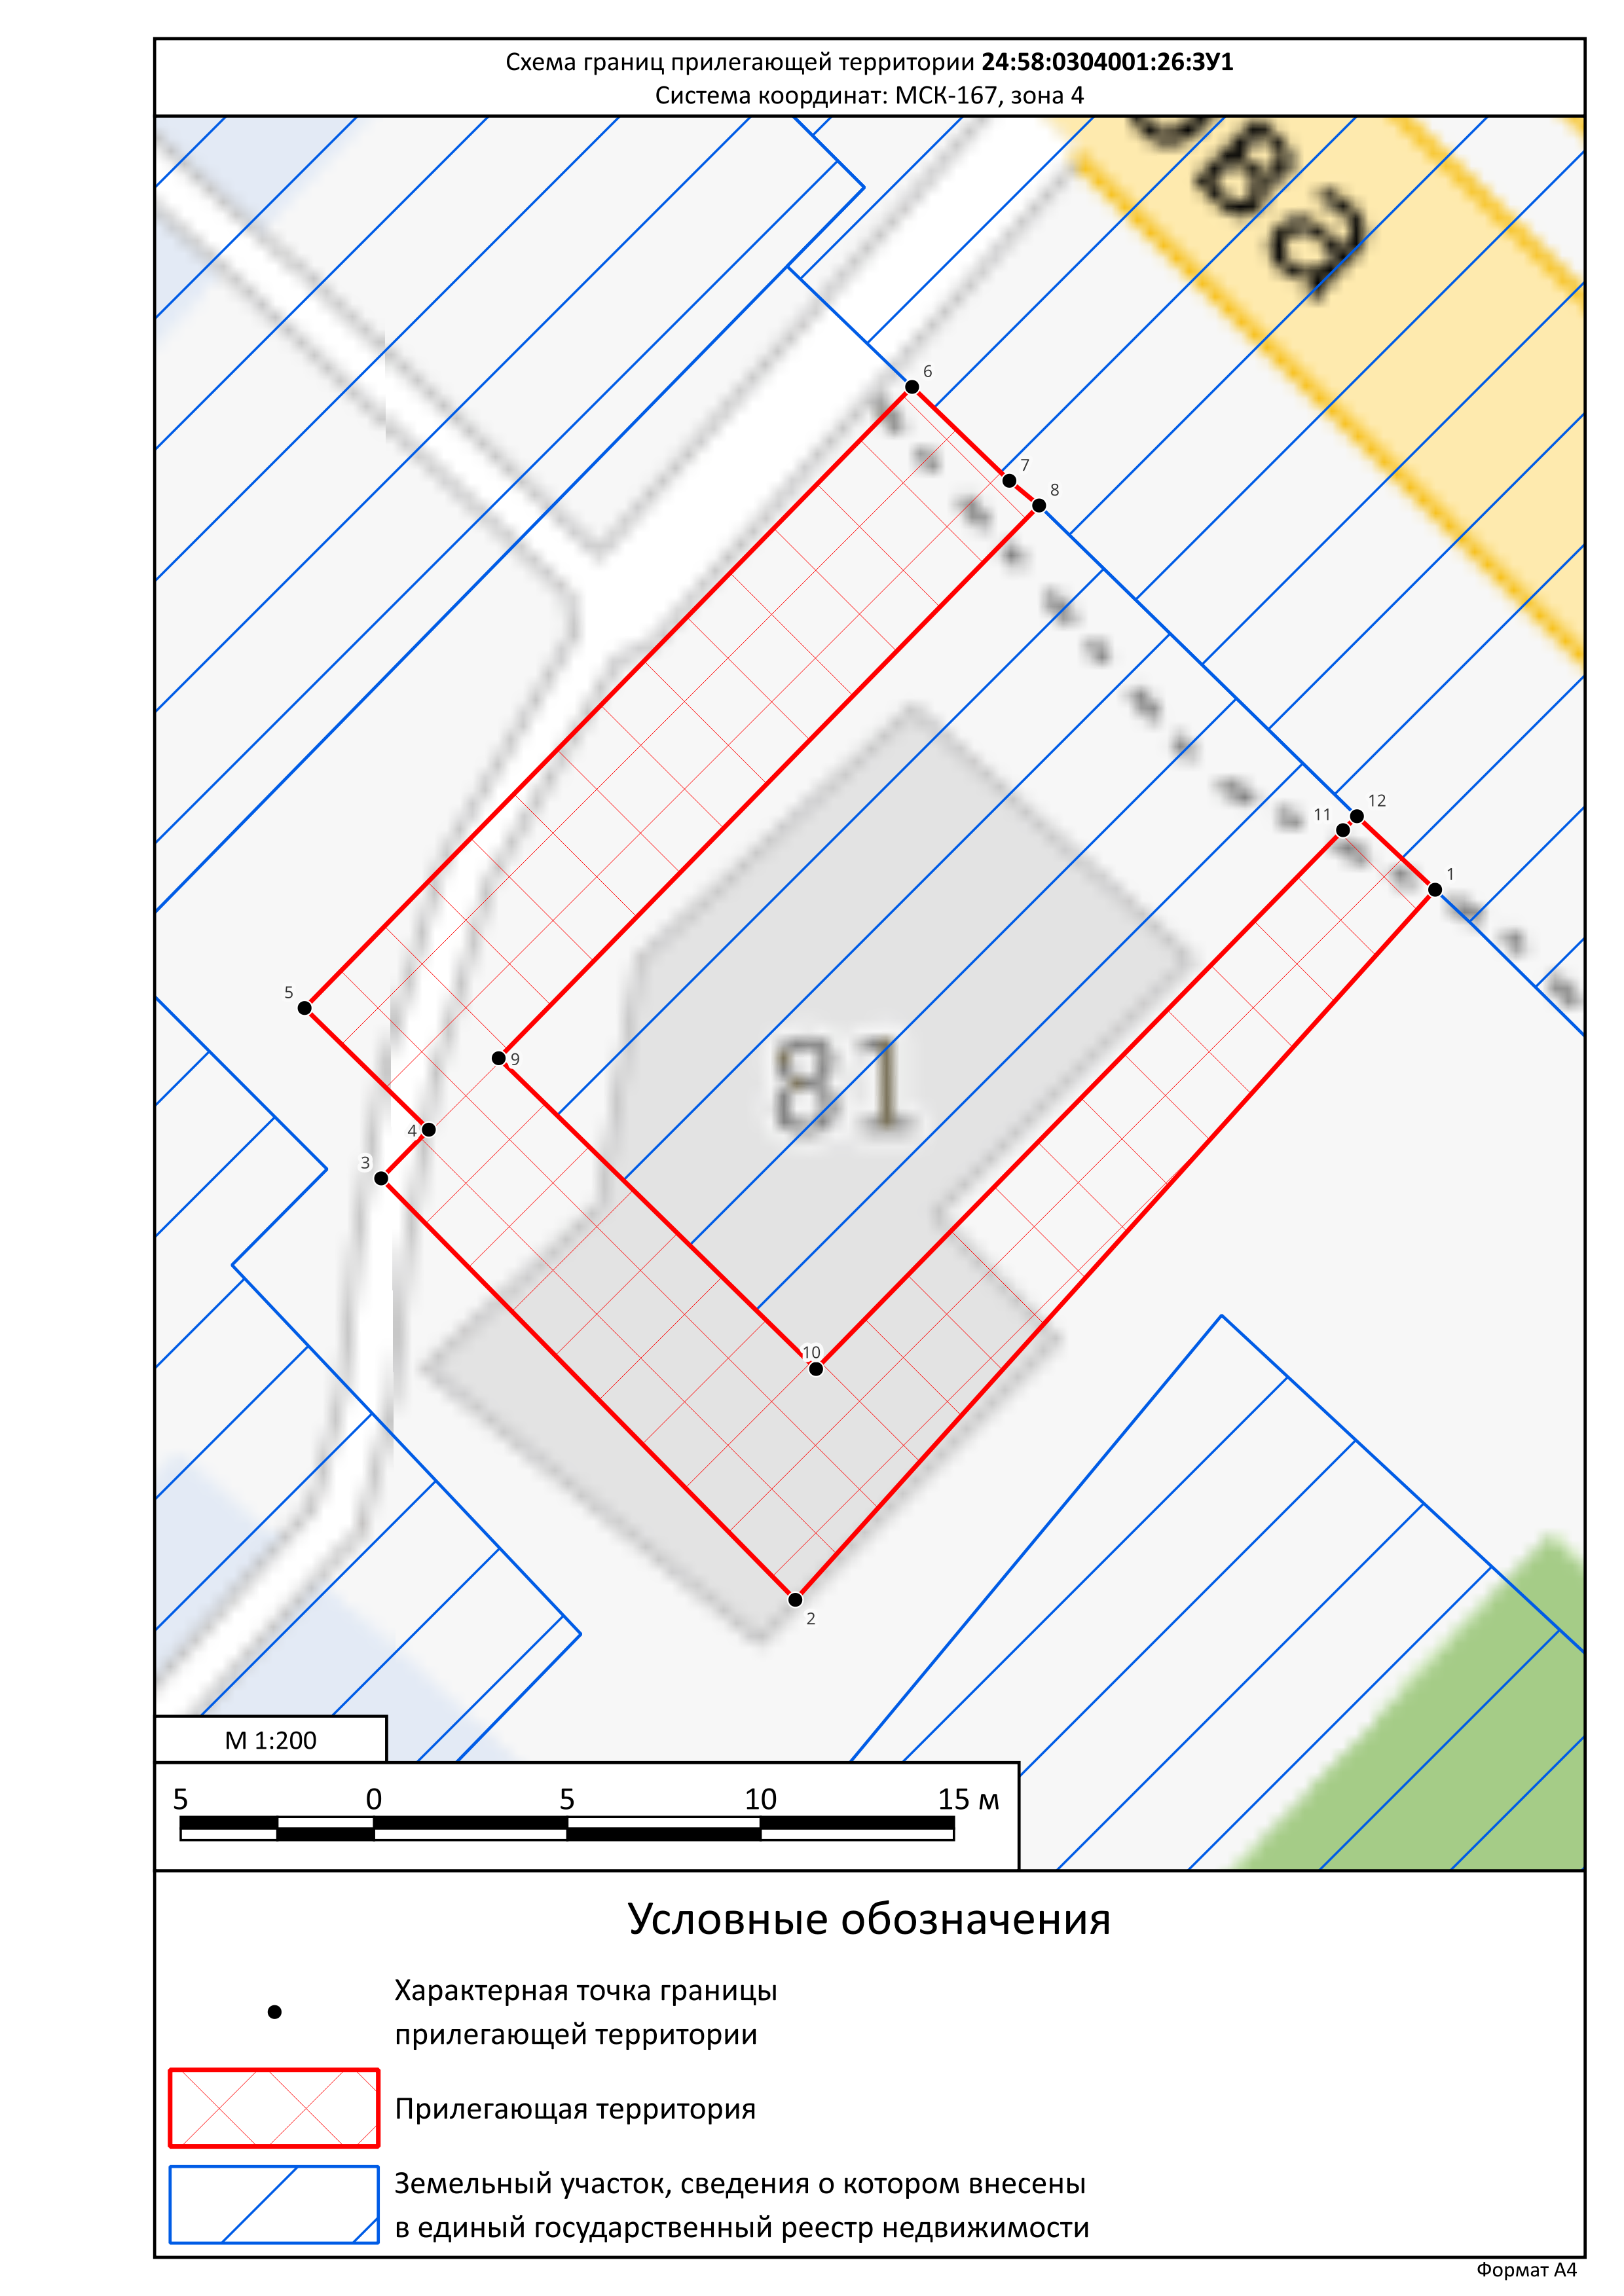 Схема границ прилегающей территории 24:58:0304001:26:ЗУ1
Система координат: МСК-167, зона 4
8а
6
7
8
12
11
1
5
9
4
3
81
10
2
М 1:200
5 0 5 10 15 м
Условные обозначения
Характерная точка границы
прилегающей территории
Прилегающая территория
Земельный участок, сведения о котором внесены
в единый государственный реестр недвижимости
Формат А4